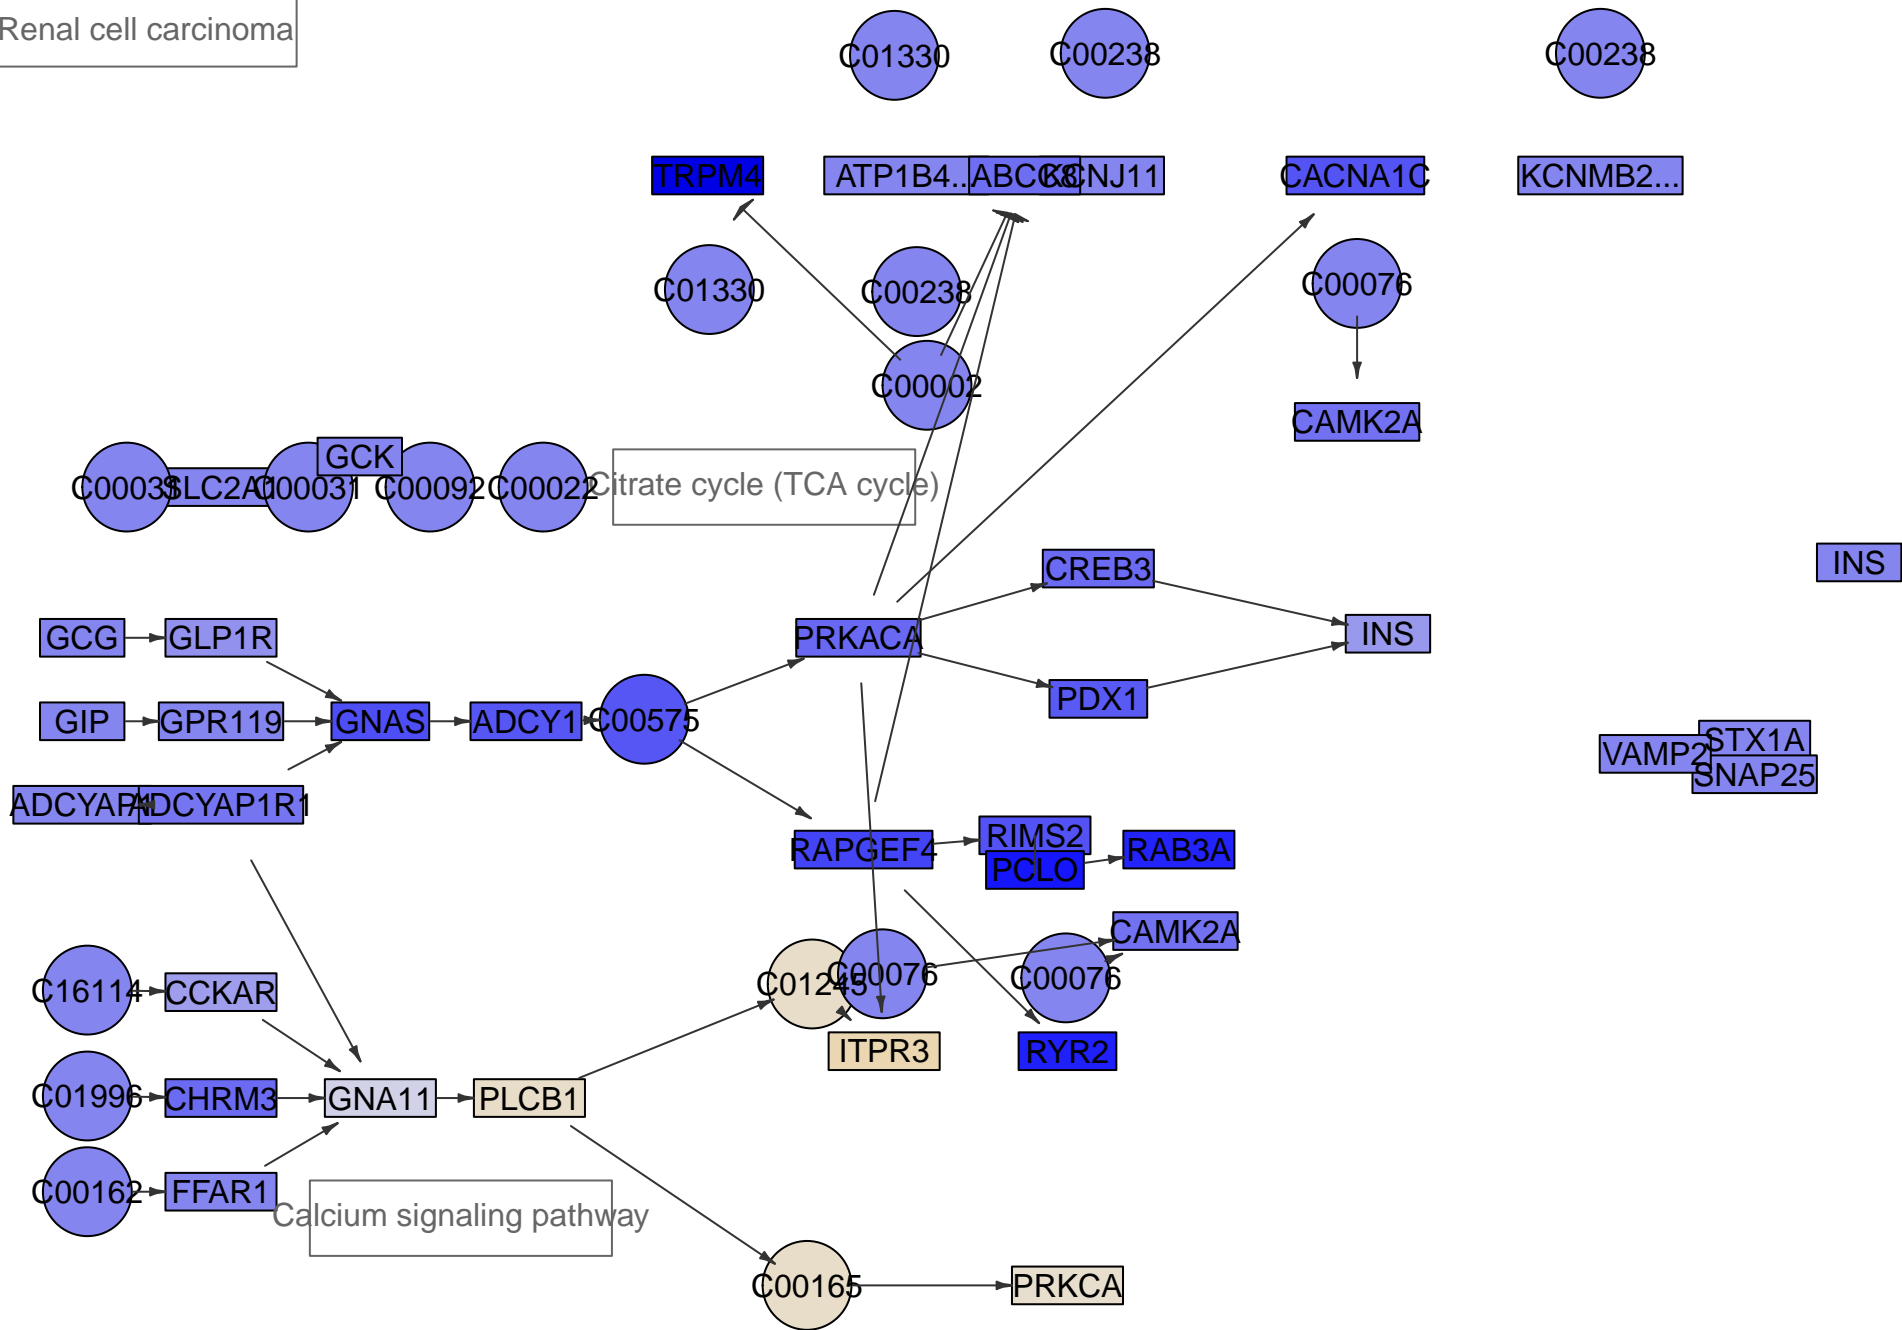 Renal cell carcinoma
C01330
C00238
C00238
TRPM4
ATP1B4...
ABCC8
KCNJ11
CACNA1C
KCNMB2...
C01330
C00238
C00076
C00002
CAMK2A
C00031
SLC2A1
C00031
GCK
C00092
C00022
Citrate cycle (TCA cycle)
CREB3
INS
GCG
GLP1R
PRKACA
INS
GIP
GPR119
GNAS
ADCY1
C00575
PDX1
VAMP2
STX1A
SNAP25
ADCYAP1
ADCYAP1R1
RAPGEF4
RIMS2
PCLO
RAB3A
CAMK2A
C16114
CCKAR
C01245
C00076
C00076
ITPR3
RYR2
C01996
CHRM3
GNA11
PLCB1
C00162
FFAR1
Calcium signaling pathway
C00165
PRKCA